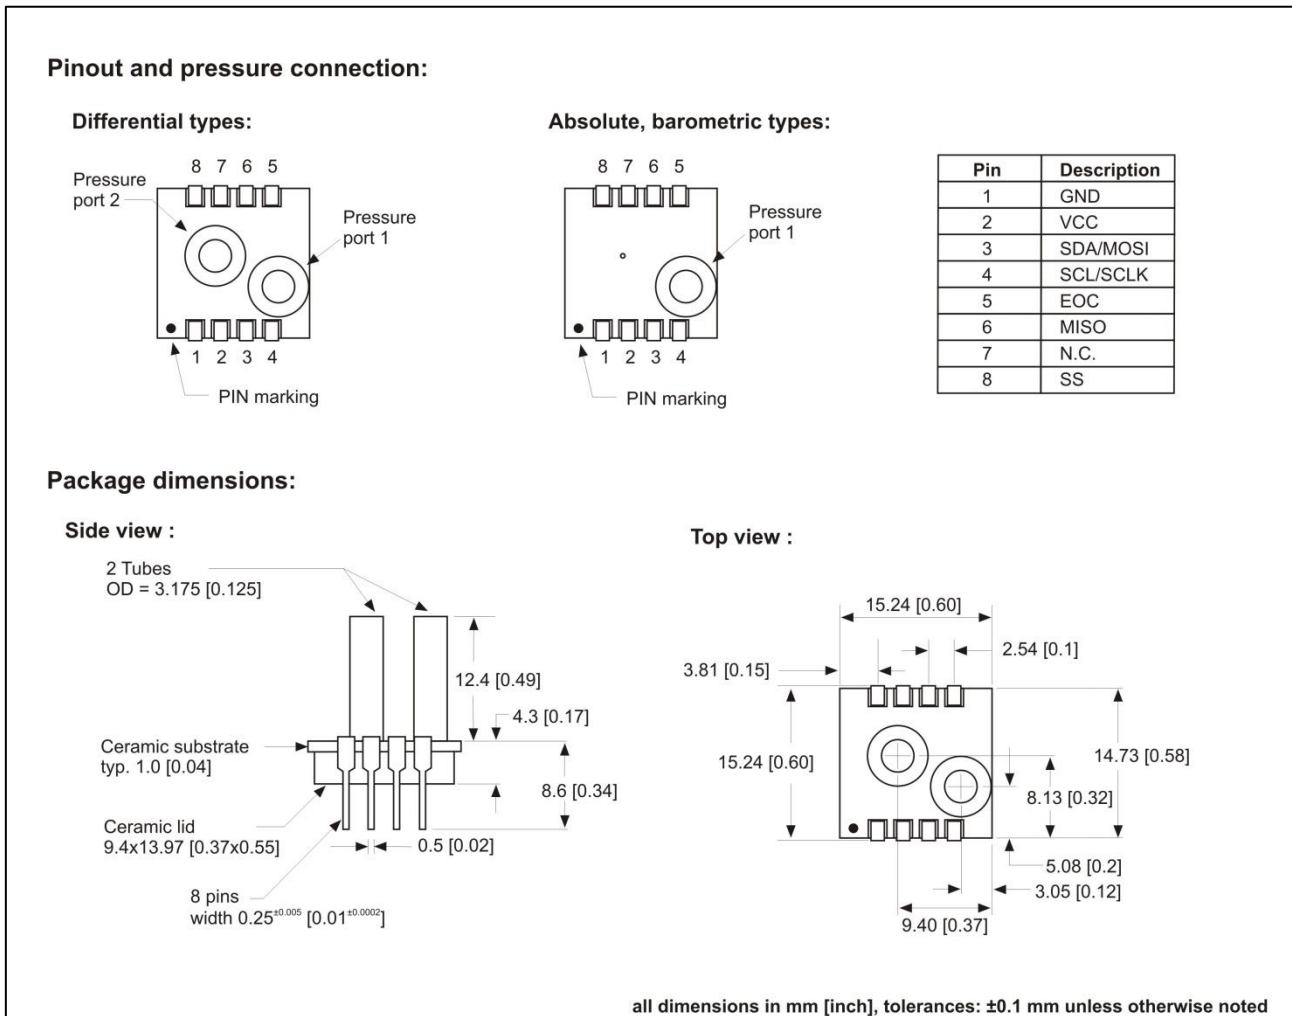 Pinout and pressure connection:
Differential types:
8 7 6 5
Pressure
port 2
Pressure
port 1
1 2 3 4
PIN marking
Absolute, barometric types:
8 7 6 5
Pressure
port 1
1 2 3 4
PIN marking
Pin Description
1 GND
2 VCC
3 SDA/MOSI
4 SCL/SCLK
5 EOC
6 MISO
7 N.C.
8 SS
Package dimensions:
Side view :
2 Tubes
OD = 3.175 [0.125]
12.4 [0.49]
4.3 [0.17]
Ceramic substrate
typ. 1.0 [0.04]
8.6 [0.34]
Ceramic lid
9.4x13.97 [0.37x0.55]
0.5 [0.02]
8 pins
width 0.25±0.005 [0.01±0.0002]
Top view :
15.24 [0.60]
2.54 [0.1]
3.81 [0.15]
15.24 [0.60]
14.73 [0.58]
8.13 [0.32]
5.08 [0.2]
3.05 [0.12]
9.40 [0.37]
all dimensions in mm [inch], tolerances: ±0.1 mm unless otherwise noted